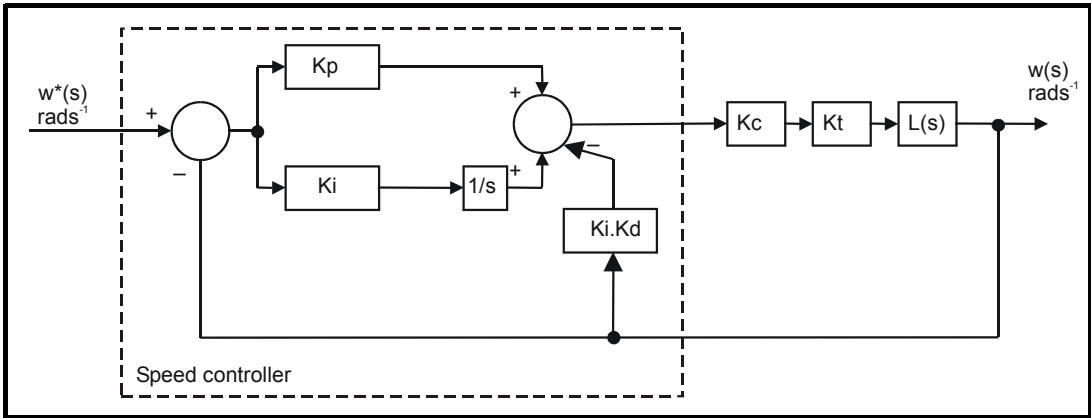 w*(s)
rads⁻¹
+
–
Kp
Ki
1/s
+
+
–
Ki.Kd
Kc
Kt
L(s)
w(s)
rads⁻¹
Speed controller